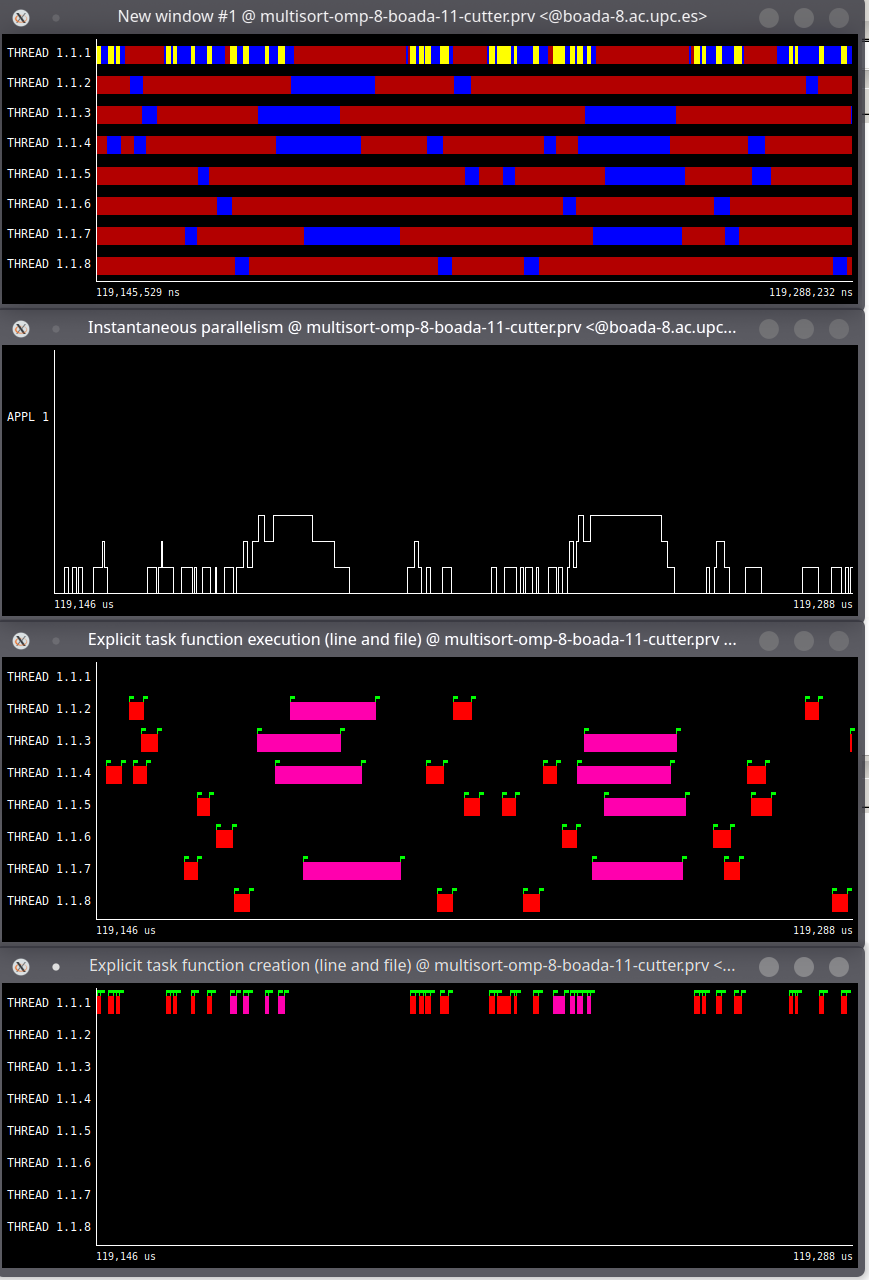 New window #1 @ multisort-omp-8-boada-11-cutter.prv <@boada-8.ac.upc.es>
THREAD 1.1.1
THREAD 1.1.2
THREAD 1.1.3
THREAD 1.1.4
THREAD 1.1.5
THREAD 1.1.6
THREAD 1.1.7
THREAD 1.1.8
119,145,529 ns 119,288,232 ns
Instantaneous parallelism @ multisort-omp-8-boada-11-cutter.prv <@boada-8.ac.upc...
APPL 1
119,146 us 119,288 us
Explicit task function execution (line and file) @ multisort-omp-8-boada-11-cutter.prv ...
THREAD 1.1.1
THREAD 1.1.2
THREAD 1.1.3
THREAD 1.1.4
THREAD 1.1.5
THREAD 1.1.6
THREAD 1.1.7
THREAD 1.1.8
119,146 us 119,288 us
Explicit task function creation (line and file) @ multisort-omp-8-boada-11-cutter.prv <...
THREAD 1.1.1
THREAD 1.1.2
THREAD 1.1.3
THREAD 1.1.4
THREAD 1.1.5
THREAD 1.1.6
THREAD 1.1.7
THREAD 1.1.8
119,146 us 119,288 us